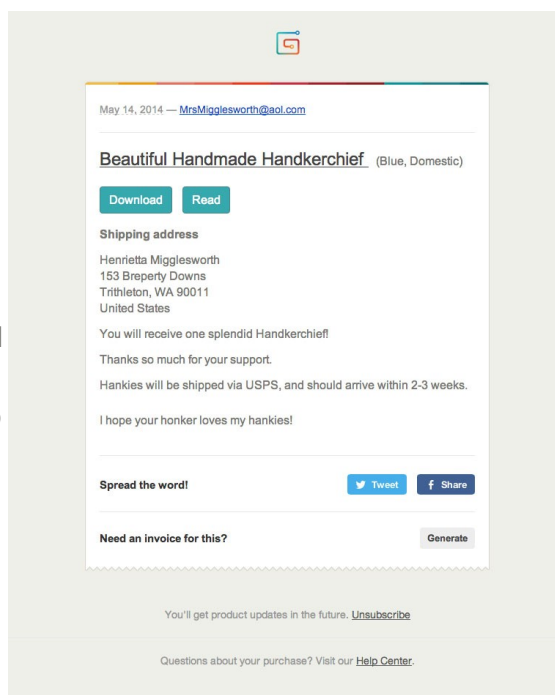 May 14, 2014 — MrsMigglesworth@aol.com
Beautiful Handmade Handkerchief (Blue, Domestic)
Download Read
Shipping address
Henrietta Migglesworth
153 Breperty Downs
Trithleton, WA 90011
United States
You will receive one splendid Handkerchief!
Thanks so much for your support.
Hankies will be shipped via USPS, and should arrive within 2-3 weeks.
I hope your honker loves my hankies!
Spread the word! Tweet Share
Need an invoice for this? Generate
You'll get product updates in the future. Unsubscribe
Questions about your purchase? Visit our Help Center.